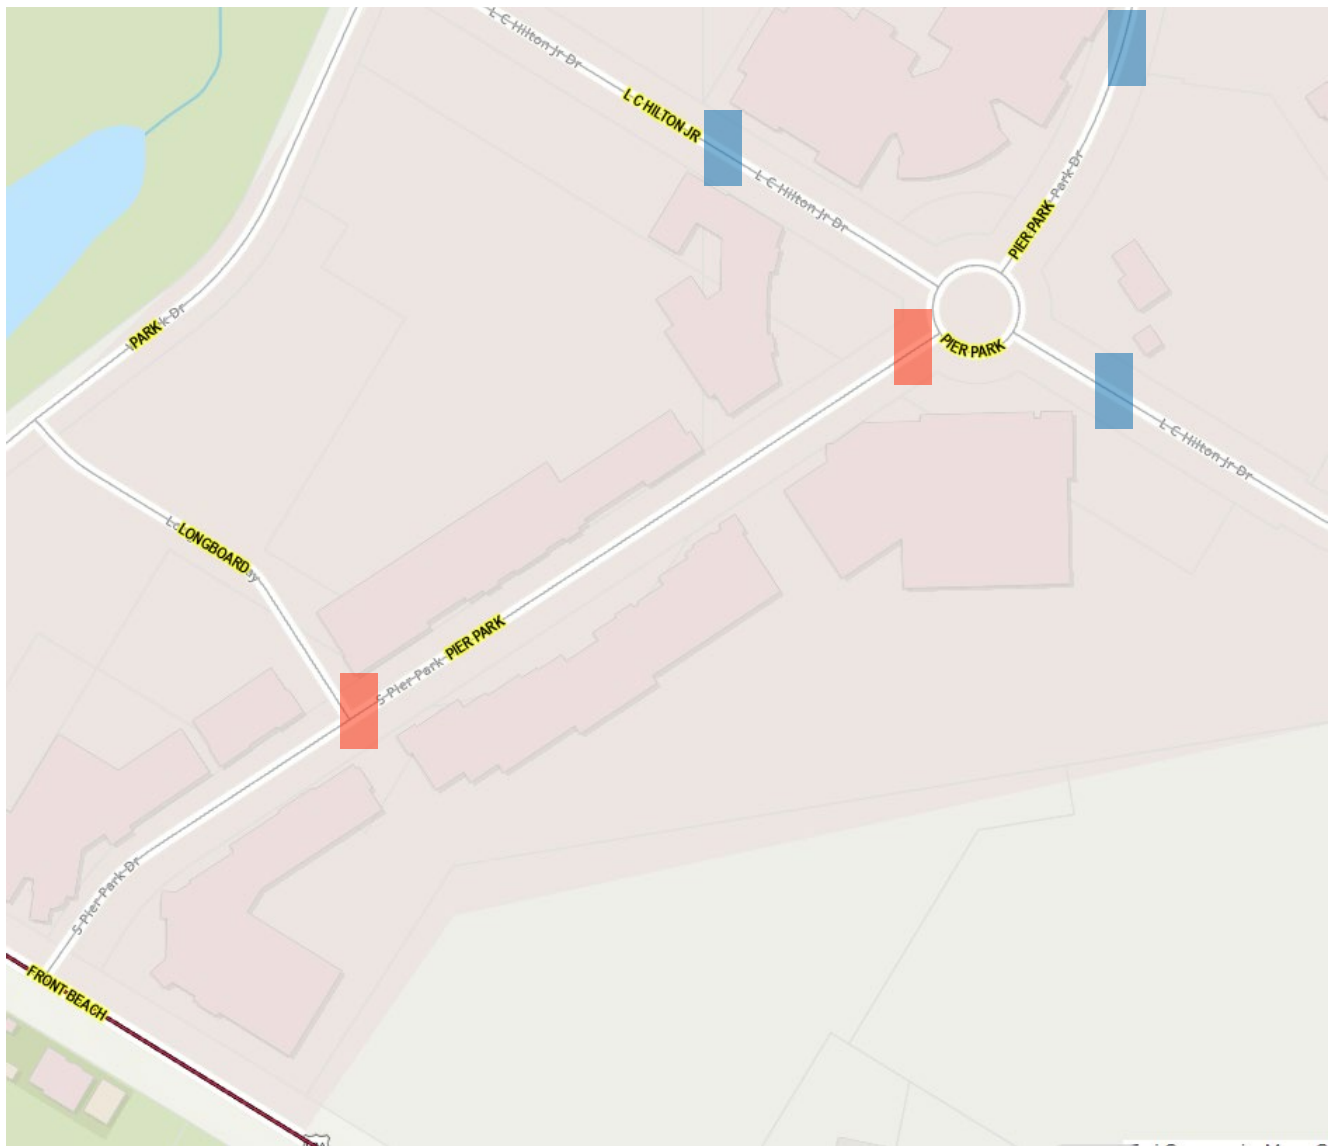 L C Hilton Jr Dr
L C HILTON JR
L C Hilton Jr Dr
Park Dr
PIER PARK
PARK
k Dr
PIER PARK
L C Hilton Jr Dr
LONGBOARD
PIER PARK
S Pier Park
S Pier Park Dr
FRONT BEACH